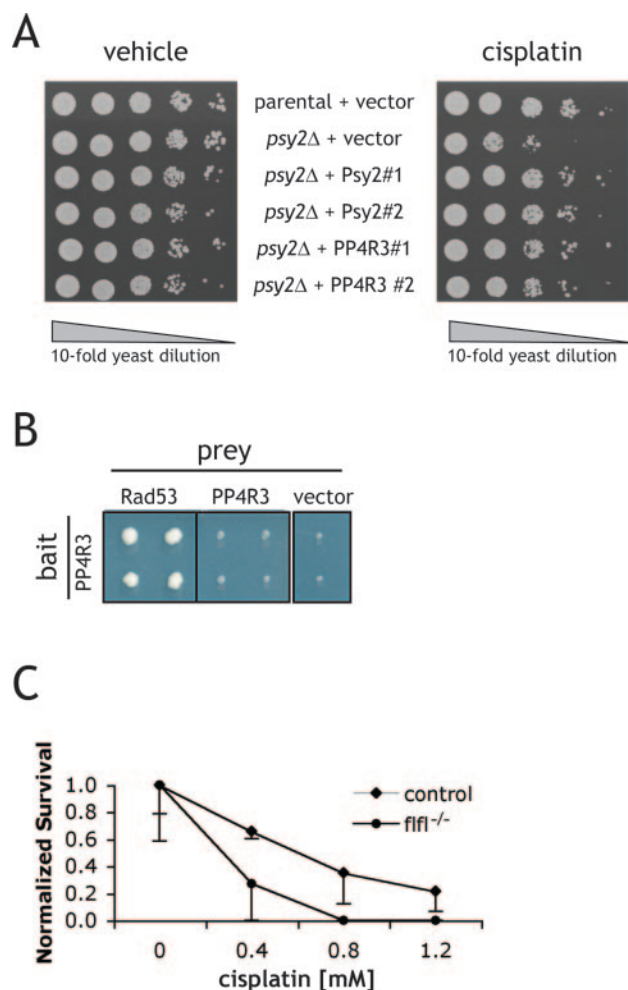 A
vehicle
cisplatin
parental + vector
psy2Δ + vector
psy2Δ + Psy2#1
psy2Δ + Psy2#2
psy2Δ + PP4R3#1
psy2Δ + PP4R3 #2
10-fold yeast dilution
10-fold yeast dilution
B
prey
Rad53 PP4R3 vector
bait
PP4R3
C
Normalized Survival
1.0
0.8
0.6
0.4
0.2
0.0
control
flfl-/-
0 0.4 0.8 1.2
cisplatin [mM]